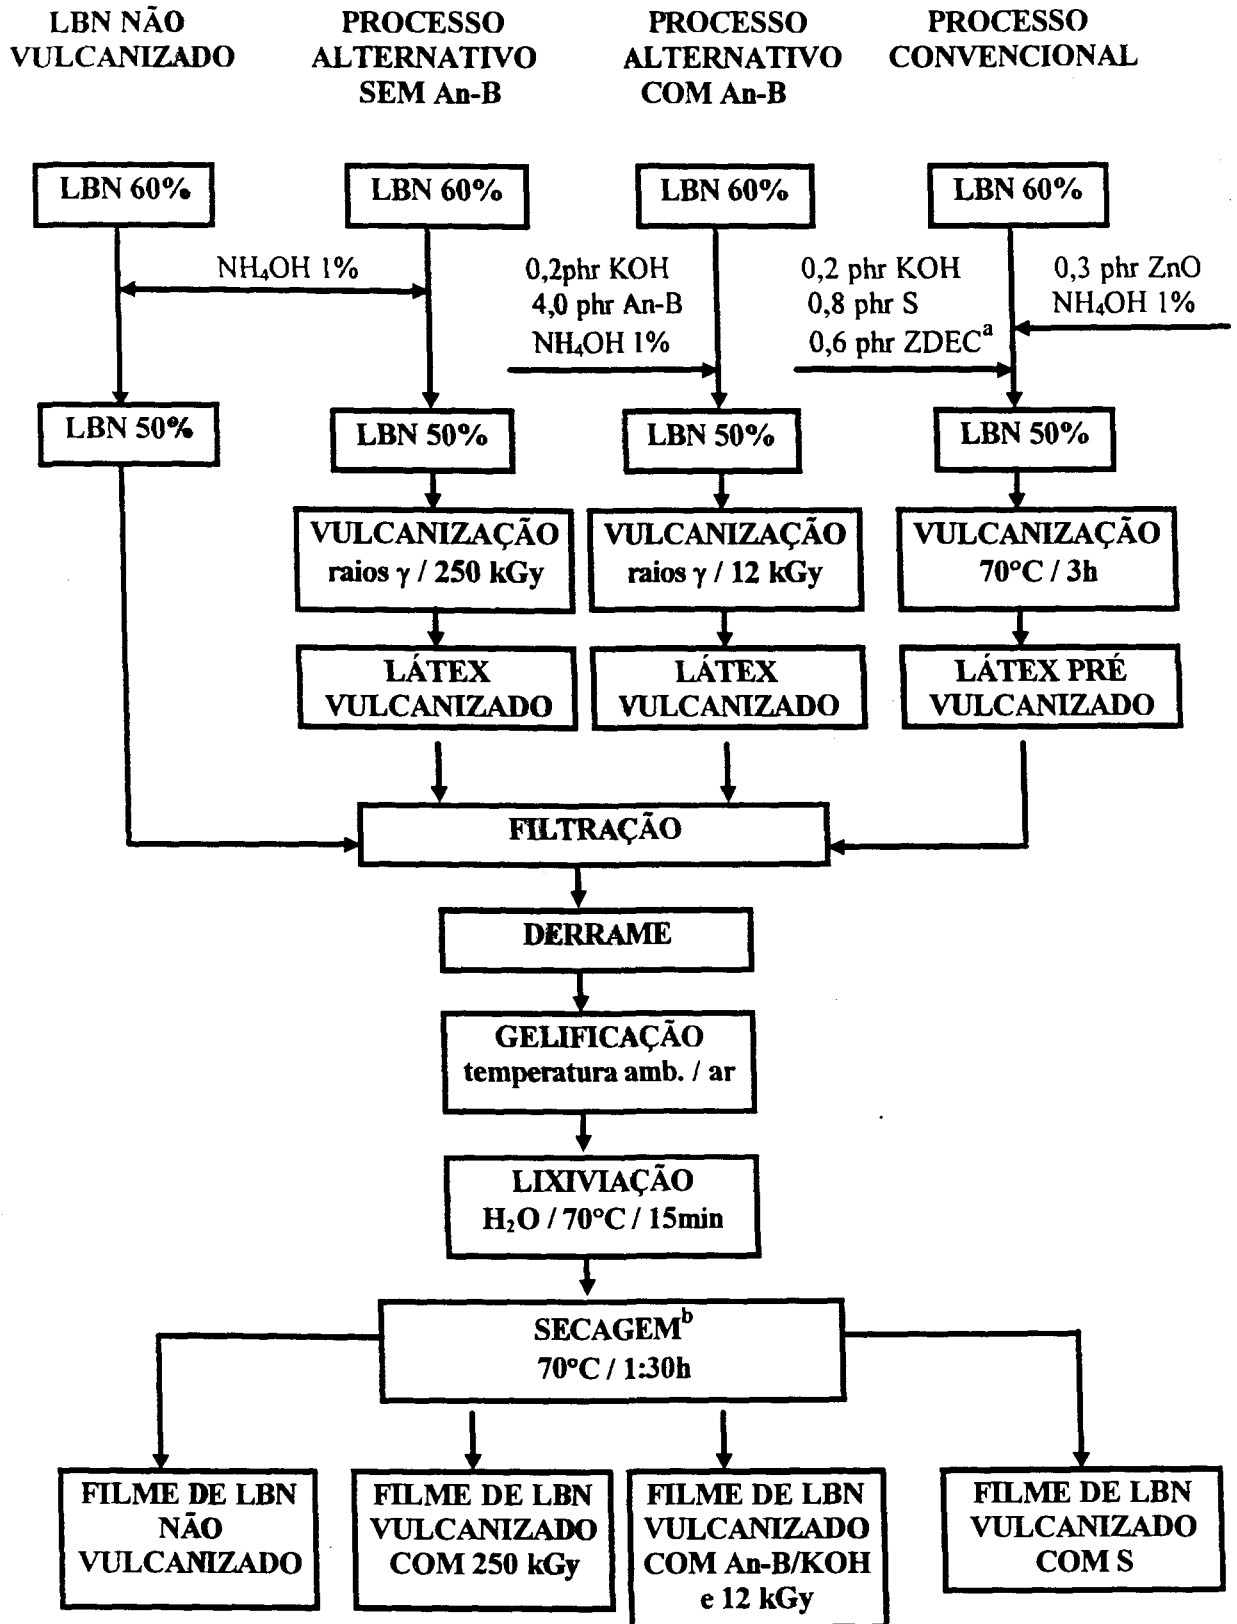 LBN NÃO
VULCANIZADO
PROCESSO
ALTERNATIVO
SEM An-B
PROCESSO
ALTERNATIVO
COM An-B
PROCESSO
CONVENCIONAL
LBN 60%
LBN 60%
LBN 60%
LBN 60%
NH₄OH 1%
0,2phr KOH
4,0 phr An-B
NH₄OH 1%
0,2 phr KOH
0,8 phr S
0,6 phr ZDECᵃ
0,3 phr ZnO
NH₄OH 1%
LBN 50%
LBN 50%
LBN 50%
LBN 50%
VULCANIZAÇÃO
raios γ / 250 kGy
VULCANIZAÇÃO
raios γ / 12 kGy
VULCANIZAÇÃO
70°C / 3h
LÁTEX
VULCANIZADO
LÁTEX
VULCANIZADO
LÁTEX PRÉ
VULCANIZADO
FILTRAÇÃO
DERRAME
GELIFICAÇÃO
temperatura amb. / ar
LIXIVIAÇÃO
H₂O / 70°C / 15min
SECAGEMᵇ
70°C / 1:30h
FILME DE LBN
NÃO
VULCANIZADO
FILME DE LBN
VULCANIZADO
COM 250 kGy
FILME DE LBN
VULCANIZADO
COM An-B/KOH
e 12 kGy
FILME DE LBN
VULCANIZADO
COM S